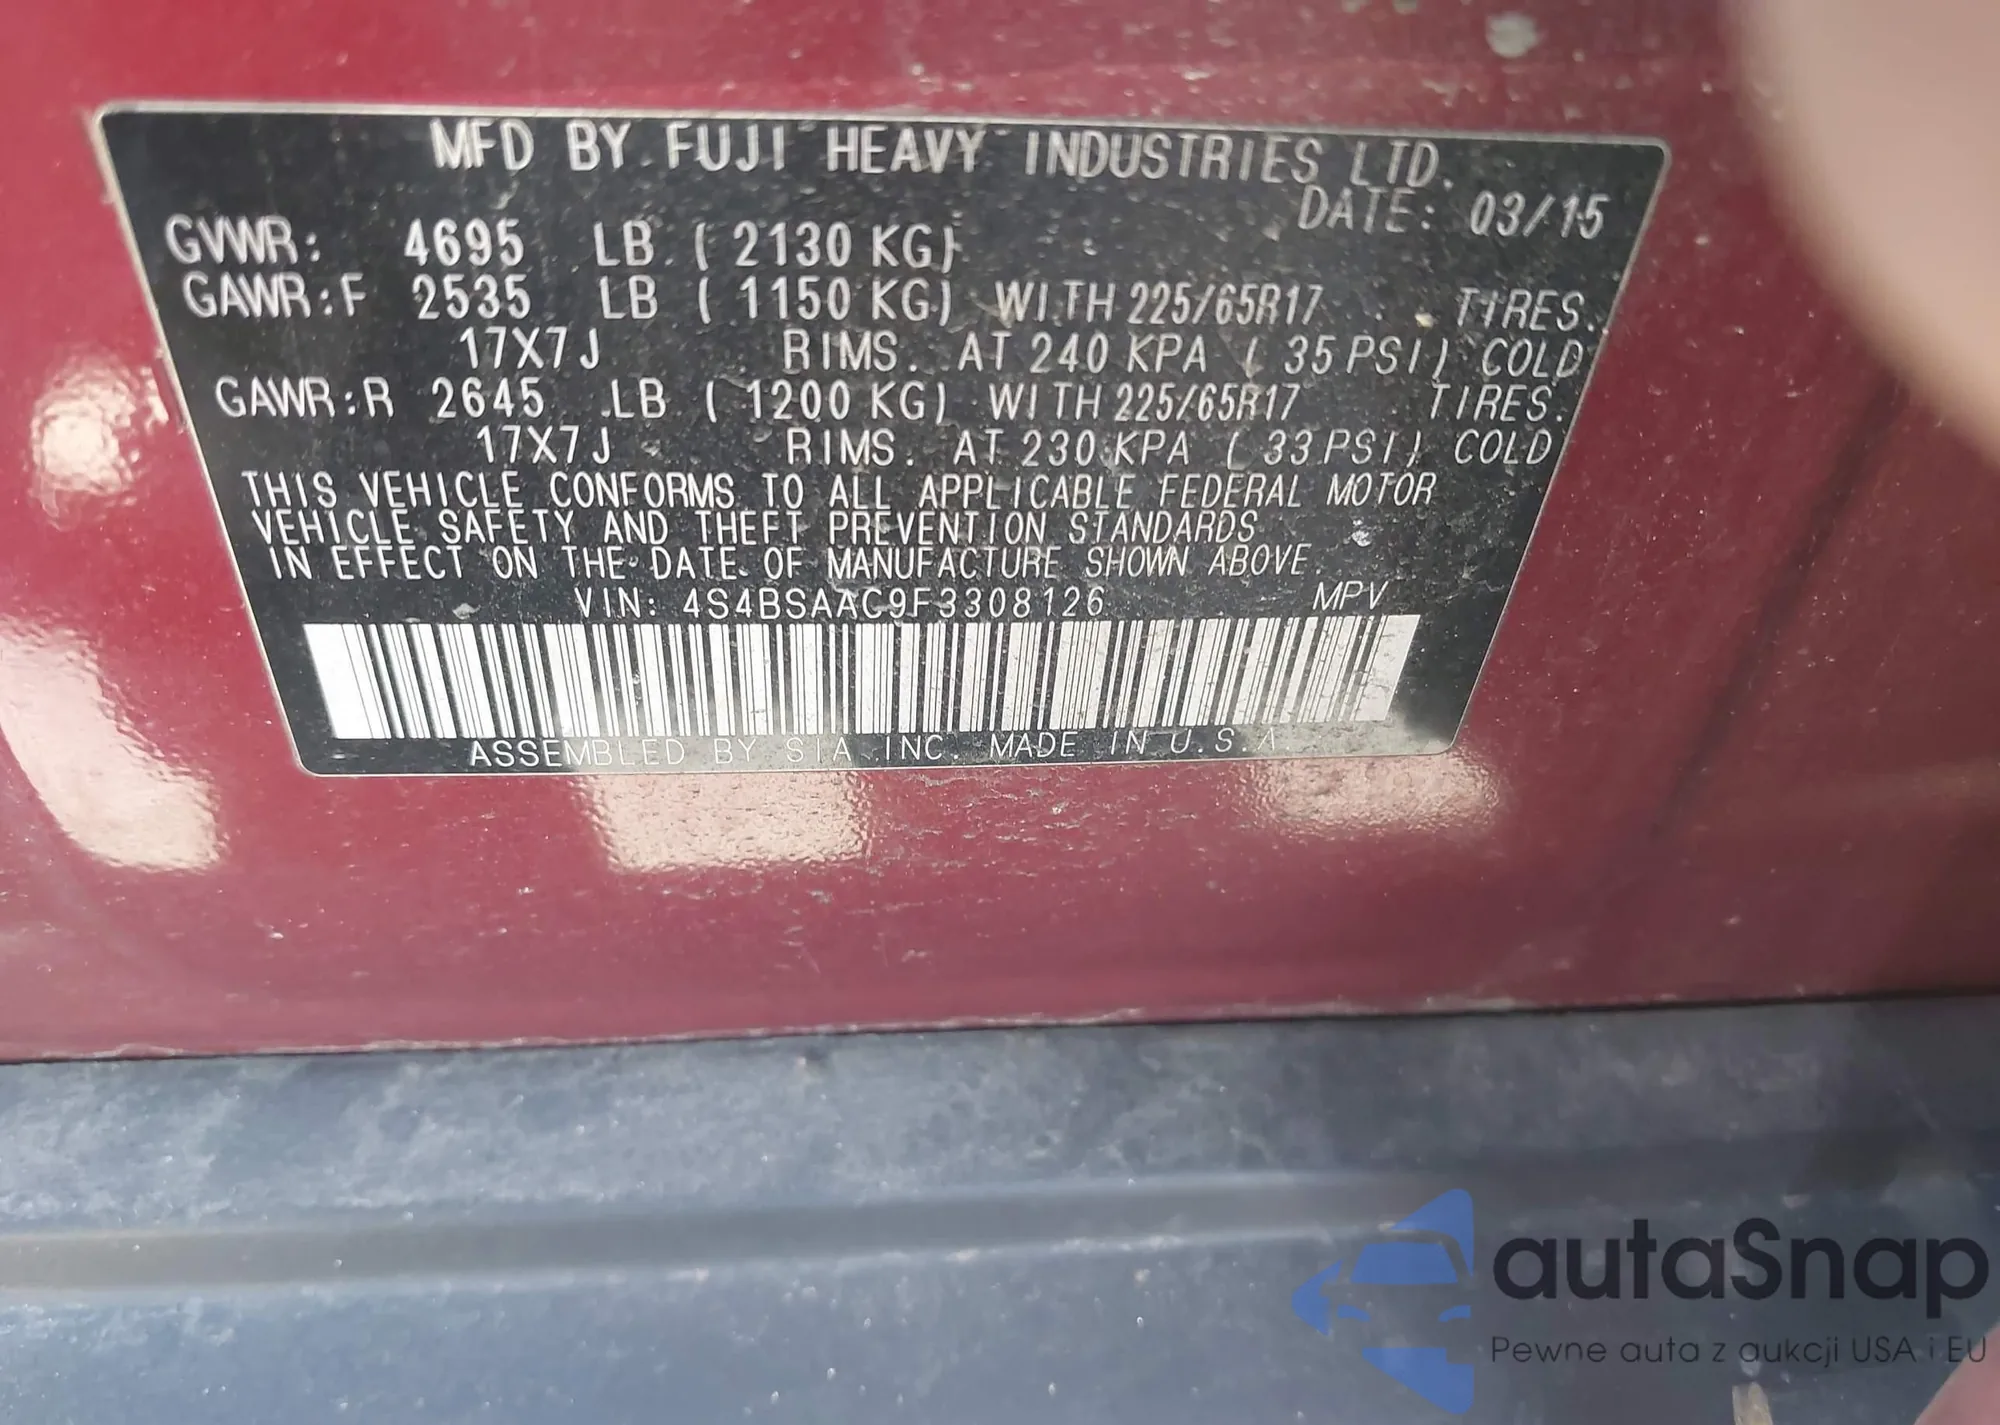 MFD BY FUJI HEAVY INDUSTRIES LTD.
DATE: 03/15
GVWR: 4695 LB ( 2130 KG)
GAWR:F 2535 LB ( 1150 KG) WITH 225/65R17 TIRES.
17X7J RIMS. AT 240 KPA ( 35 PSI) COLD
GAWR:R 2645 LB ( 1200 KG) WITH 225/65R17 TIRES.
17X7J RIMS. AT 230 KPA ( 33 PSI) COLD
THIS VEHICLE CONFORMS TO ALL APPLICABLE FEDERAL MOTOR
VEHICLE SAFETY AND THEFT PREVENTION STANDARDS
IN EFFECT ON THE DATE OF MANUFACTURE SHOWN ABOVE.
VIN: 4S4BSAAC9F3308126 MPV
ASSEMBLED BY SIA INC. MADE IN U.S.A.
autaSnap
Pewne auta z aukcji USA i EU